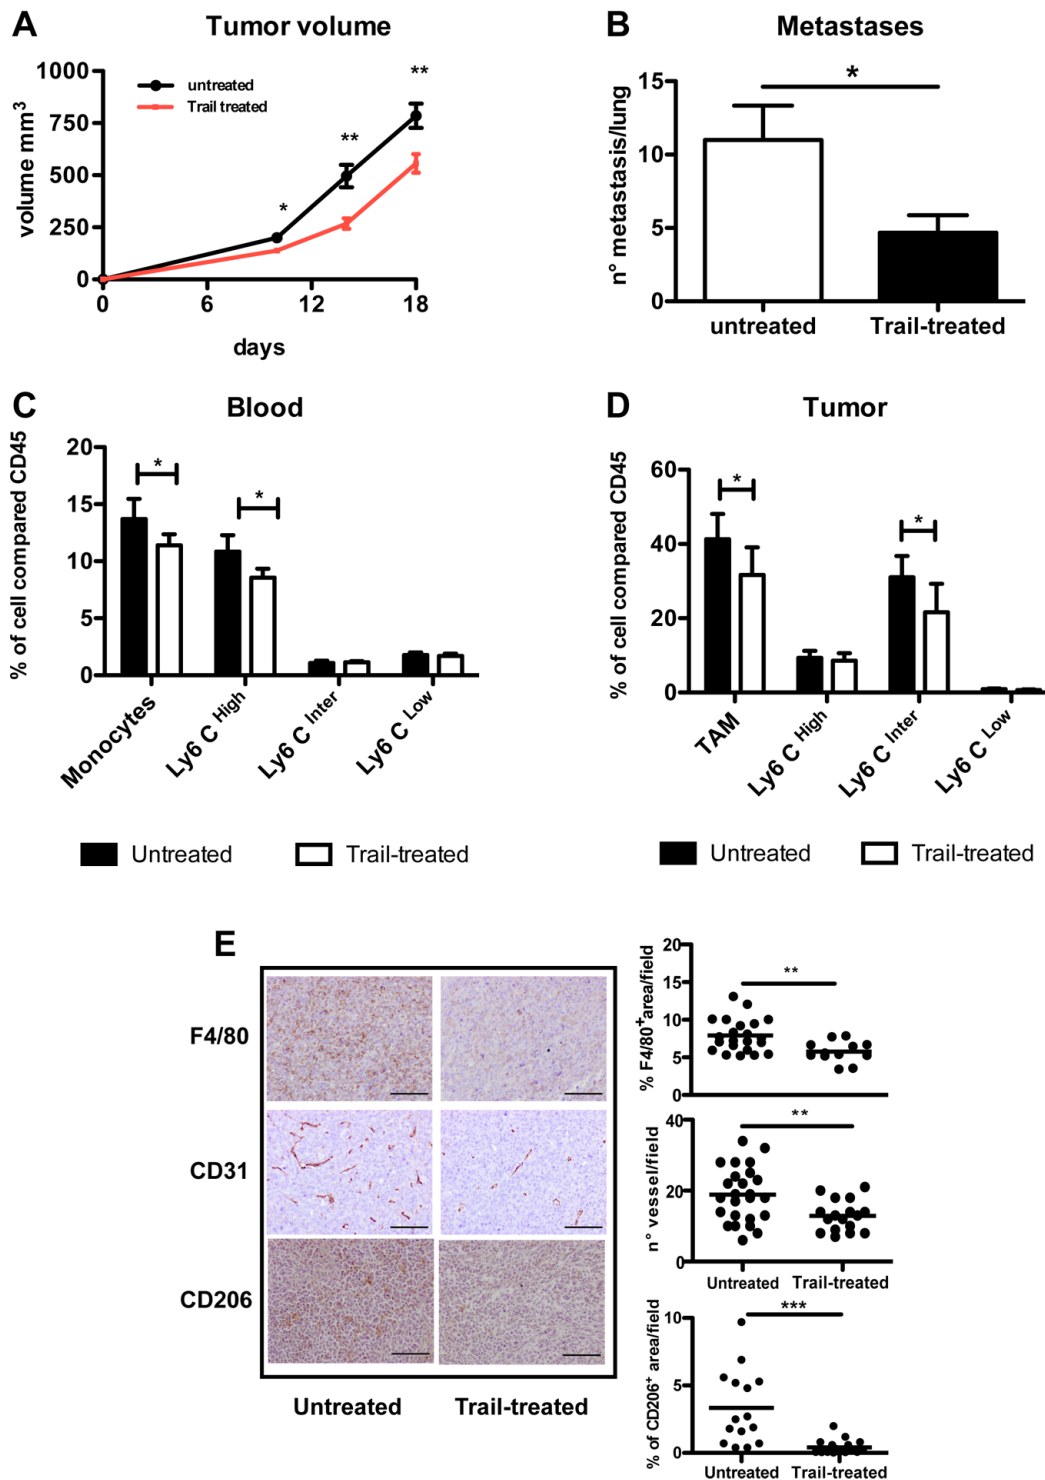 A
Tumor volume
1000
750
500
250
0
volume mm³
untreated
Trail treated
*
**
**
0
6
12
18
days
B
Metastases
15
10
5
0
n° metastasis/lung
*
untreated
Trail-treated
C
Blood
20
15
10
5
0
% of cell compared CD45
*
*
Monocytes
Ly6 C High
Ly6 C Inter
Ly6 C Low
Untreated
Trail-treated
D
Tumor
60
40
20
0
% of cell compared CD45
*
*
TAM
Ly6 C High
Ly6 C Inter
Ly6 C Low
Untreated
Trail-treated
E
F4/80
CD31
CD206
Untreated
Trail-treated
20
15
10
5
0
% F4/80⁺area/field
**
40
20
0
n° vessel/field
**
Untreated
Trail-treated
10
5
0
% of CD206⁺ area/field
***
Untreated
Trail-treated